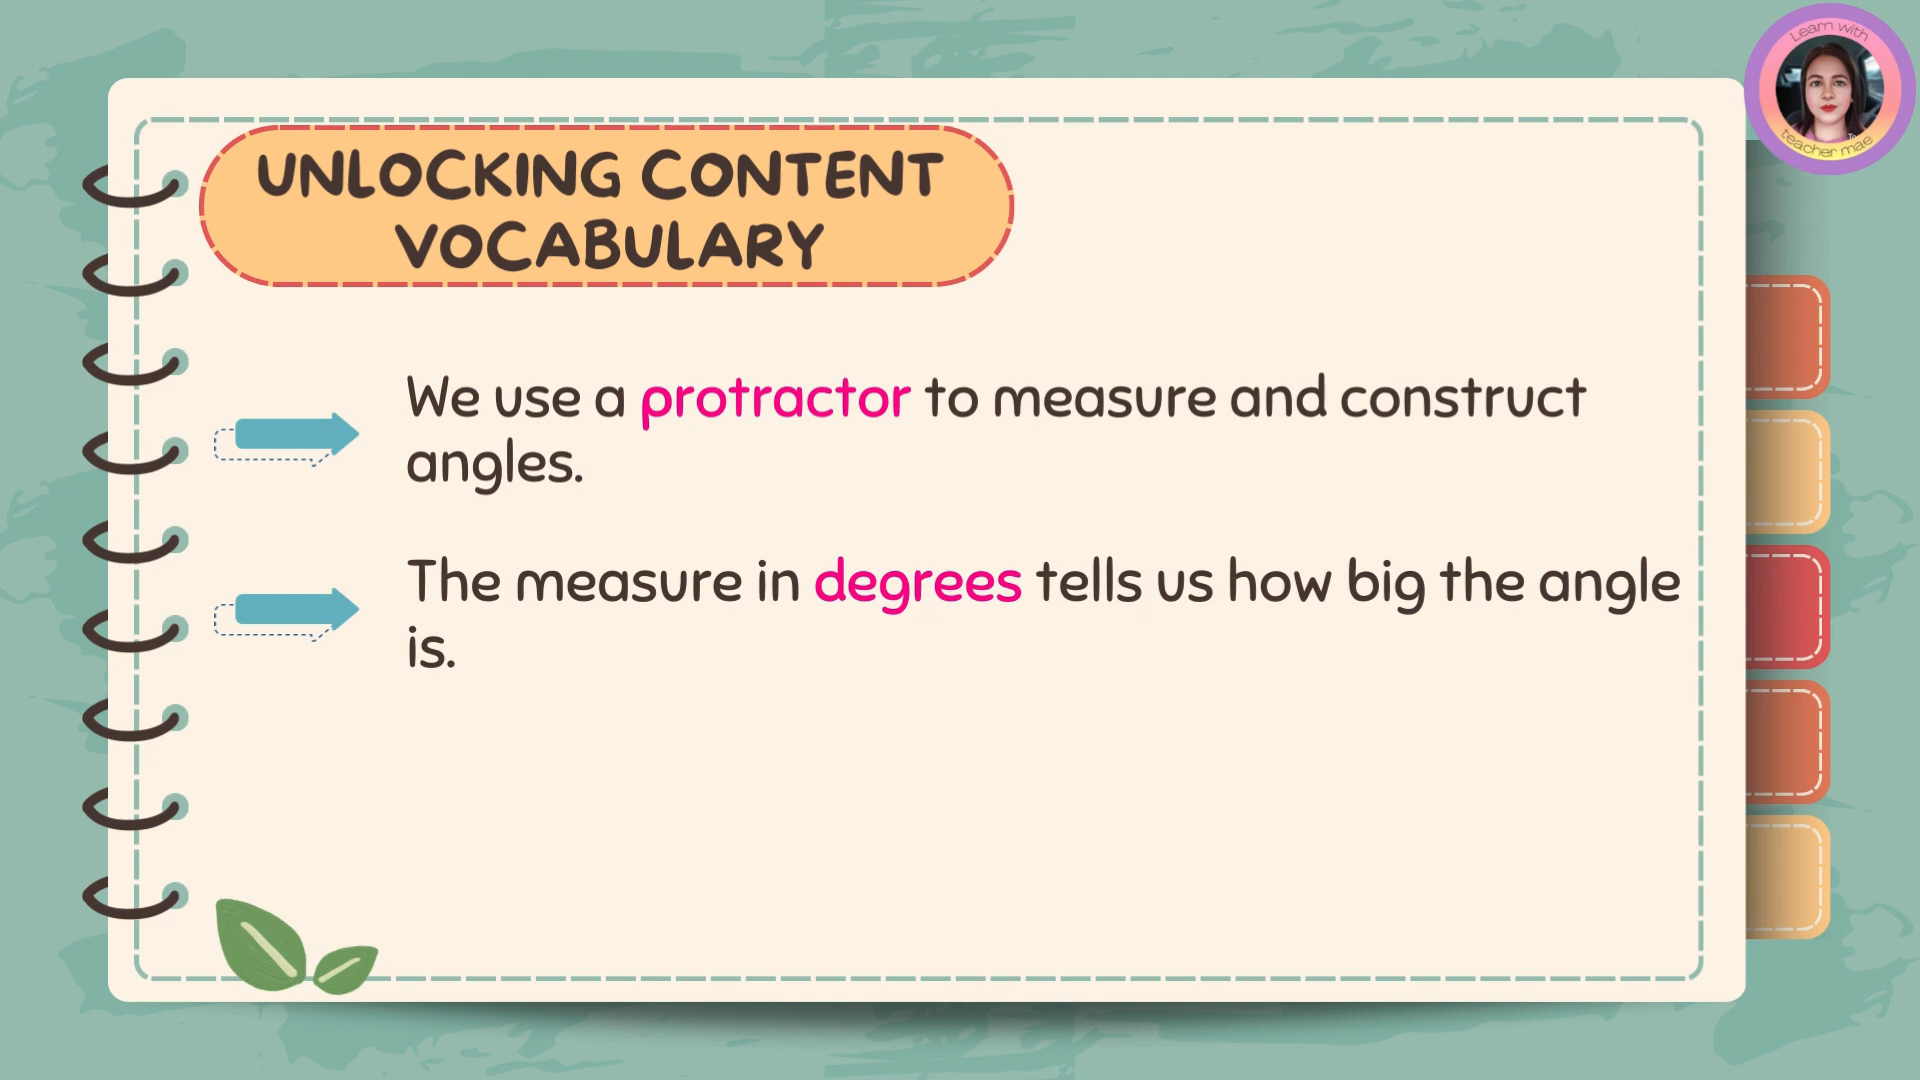 Learn with
teacher mae
UNLOCKING CONTENT
VOCABULARY
We use a protractor to measure and construct
angles.
The measure in degrees tells us how big the angle
is.